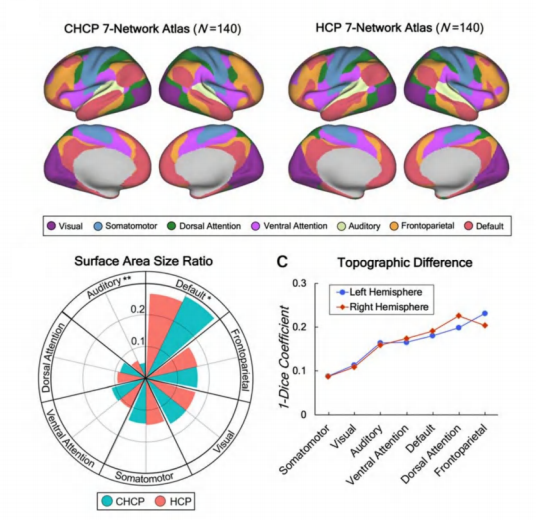 CHCP 7-Network Atlas (N=140)
HCP 7-Network Atlas (N=140)
Visual Somatomotor Dorsal Attention Ventral Attention Auditory Frontoparietal Default
Surface Area Size Ratio
Auditory **
Default *
Frontoparietal
Visual
Somatomotor
Ventral Attention
Dorsal Attention
0.2
0.1
CHCP HCP
C Topographic Difference
1-Dice Coefficient
0.3
0.2
0.1
0
Left Hemisphere
Right Hemisphere
Somatomotor
Visual
Auditory
Ventral Attention
Default
Dorsal Attention
Frontoparietal